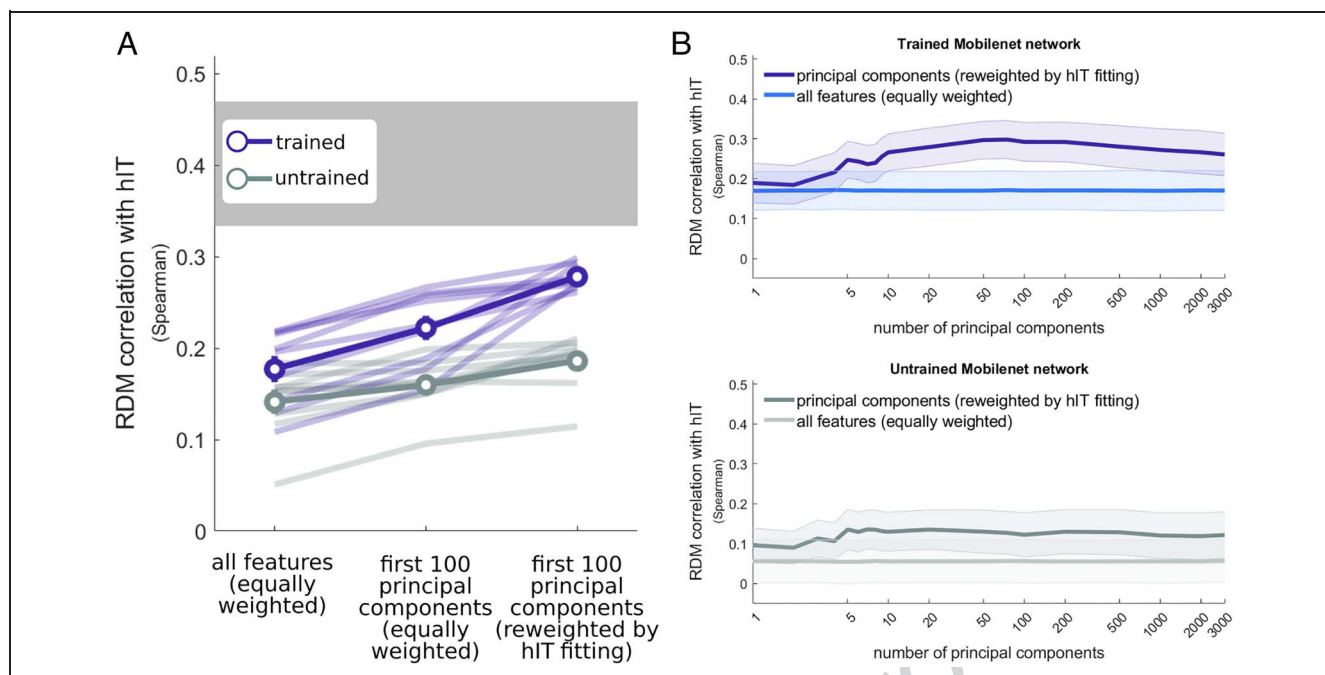 A
RDM correlation with hIT
(Spearman)
0.5
0.4
0.3
0.2
0.1
0
trained
untrained
all features
(equally
weighted)
first 100
principal
components
(equally
weighted)
first 100
principal
components
(reweighted by
hIT fitting)
B
Trained Mobilenet network
RDM correlation with hIT
(Spearman)
0.5
0.4
0.3
0.2
0.1
0
principal components (reweighted by hIT fitting)
all features (equally weighted)
1 5 10 20 50 100 200 500 1000 2000 3000
number of principal components
Untrained Mobilenet network
RDM correlation with hIT
(Spearman)
0.5
0.4
0.3
0.2
0.1
0
principal components (reweighted by hIT fitting)
all features (equally weighted)
1 5 10 20 50 100 200 500 1000 2000 3000
number of principal components